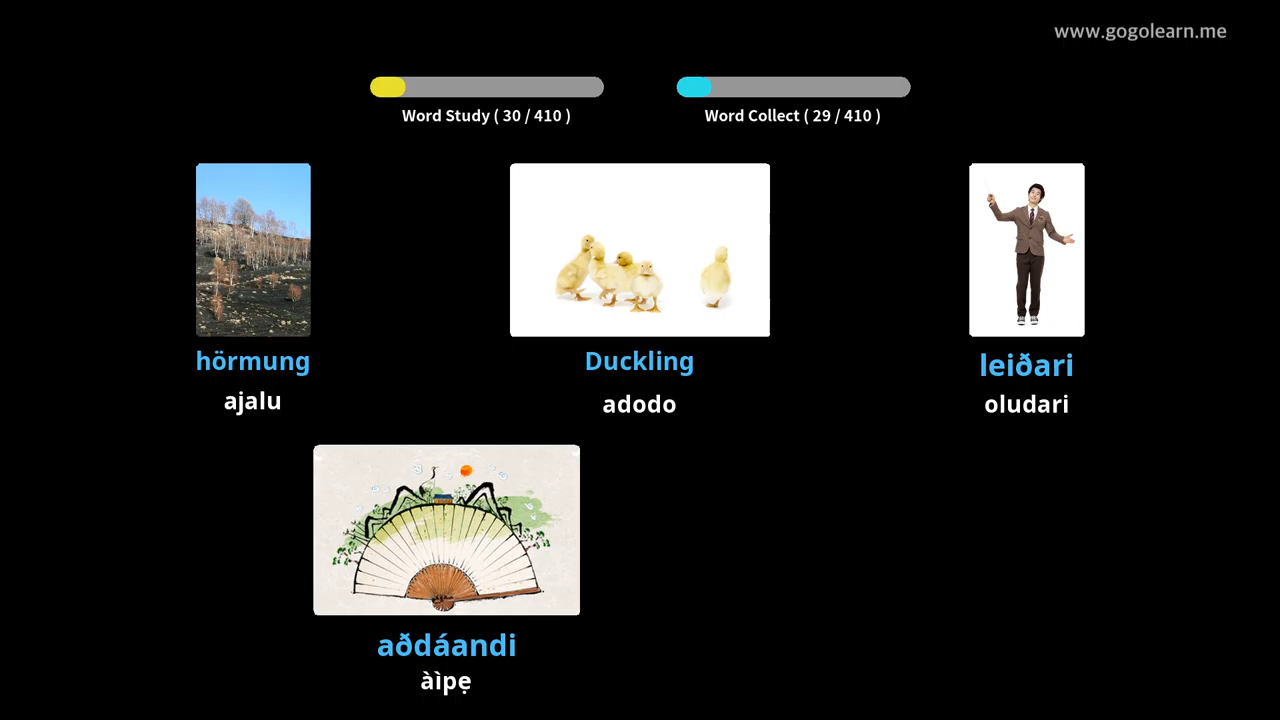 www.gogolearn.me
Word Study ( 30 / 410 )
Word Collect ( 29 / 410 )
hörmung
ajalu
Duckling
adodo
leiðari
oludari
aðdáandi
àìpẹ